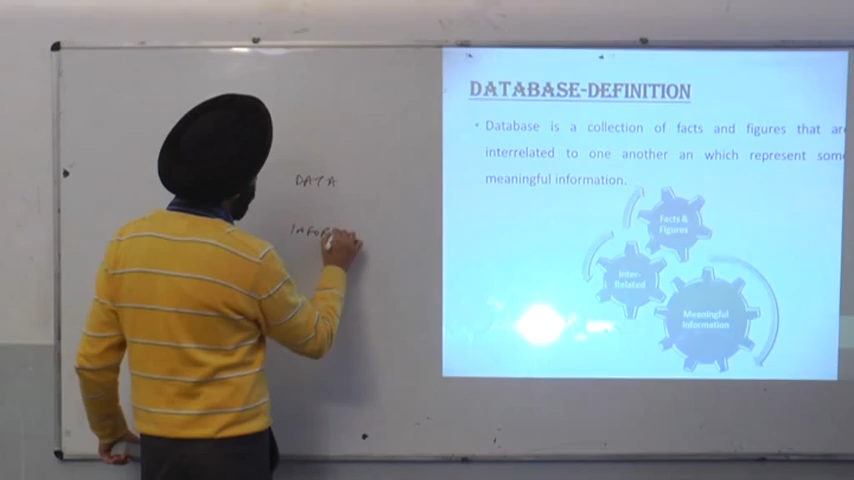 DATA
INFOR
DATABASE-DEFINITION
• Database is a collection of facts and figures that are
interrelated to one another an which represent some
meaningful information.
Facts &
Figures
Inter-
Related
Meaningful
Information